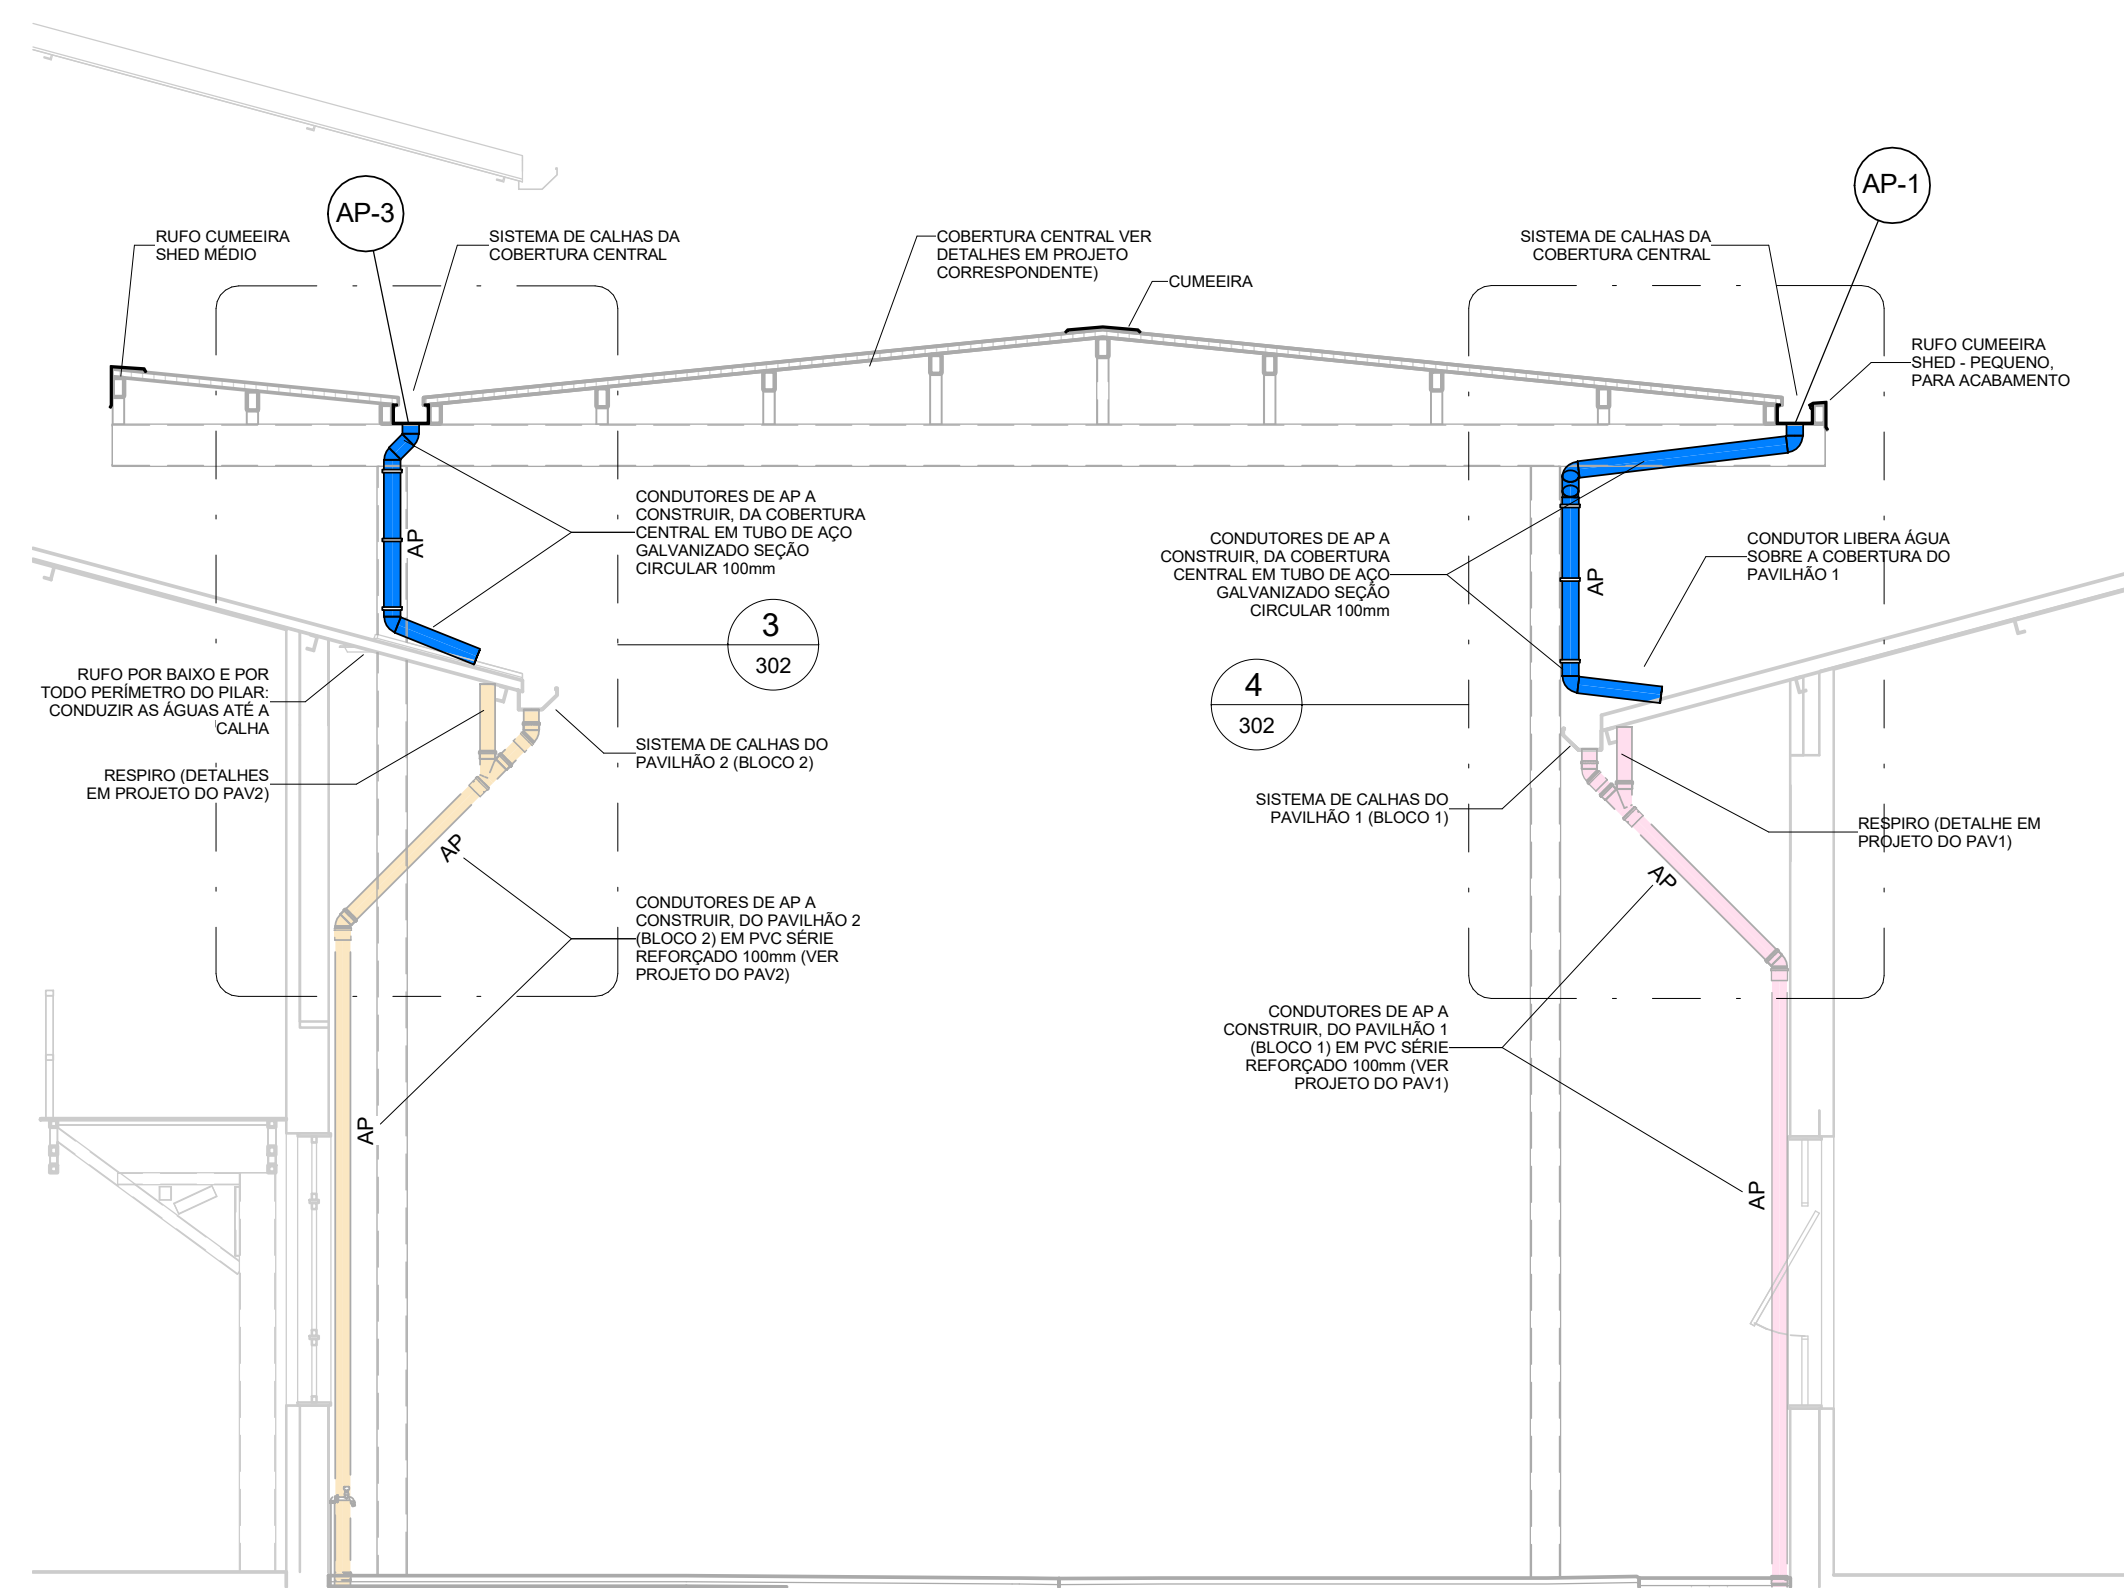 AP-3
AP-1
RUFO CUMEEIRA
SHED MÉDIO
SISTEMA DE CALHAS DA
COBERTURA CENTRAL
COBERTURA CENTRAL VER
DETALHES EM PROJETO
CORRESPONDENTE)
CUMEEIRA
SISTEMA DE CALHAS DA
COBERTURA CENTRAL
RUFO CUMEEIRA
SHED - PEQUENO,
PARA ACABAMENTO
CONDUTORES DE AP A
CONSTRUIR, DA COBERTURA
CENTRAL EM TUBO DE AÇO
GALVANIZADO SEÇÃO
CIRCULAR 100mm
AP
CONDUTORES DE AP A
CONSTRUIR, DA COBERTURA
CENTRAL EM TUBO DE AÇO
GALVANIZADO SEÇÃO
CIRCULAR 100mm
AP
CONDUTOR LIBERA ÁGUA
SOBRE A COBERTURA DO
PAVILHÃO 1
3
302
4
302
RUFO POR BAIXO E POR
TODO PERÍMETRO DO PILAR:
CONDUZIR AS ÁGUAS ATÉ A
CALHA
RESPIRO (DETALHES
EM PROJETO DO PAV2)
SISTEMA DE CALHAS DO
PAVILHÃO 2 (BLOCO 2)
SISTEMA DE CALHAS DO
PAVILHÃO 1 (BLOCO 1)
RESPIRO (DETALHE EM
PROJETO DO PAV1)
AP
AP
CONDUTORES DE AP A
CONSTRUIR, DO PAVILHÃO 2
(BLOCO 2) EM PVC SÉRIE
REFORÇADO 100mm (VER
PROJETO DO PAV2)
CONDUTORES DE AP A
CONSTRUIR, DO PAVILHÃO 1
(BLOCO 1) EM PVC SÉRIE
REFORÇADO 100mm (VER
PROJETO DO PAV1)
AP
AP